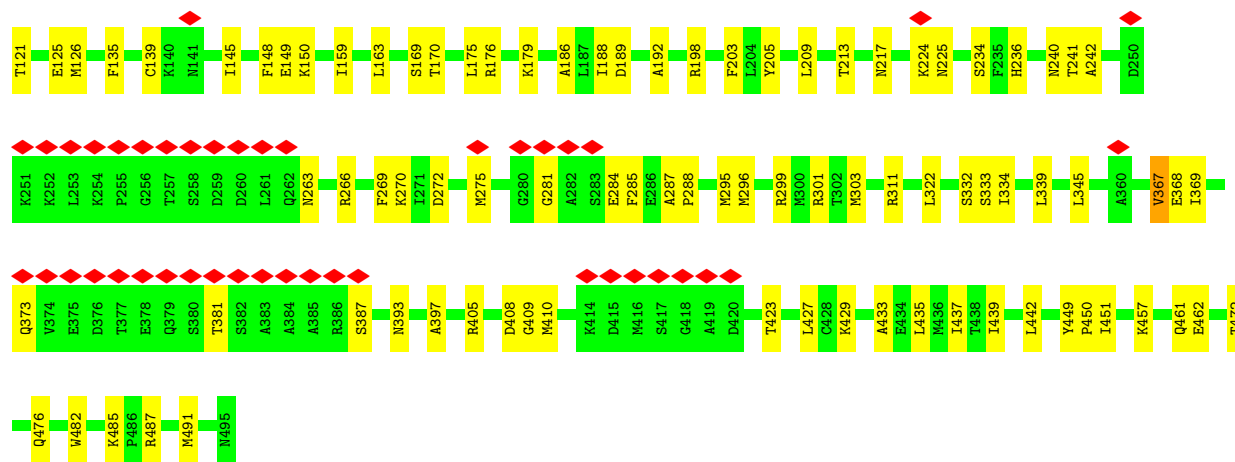 T121 E125 M126 F135 C139 K140 N141 I145 F148 E149 K150 I159 L163 S169 T170 L175 R176 K179 A186 L187 I188 D189 A192 R198 F203 L204 Y205 L209 T213 N217 K224 N225 S234 F235 H236 N240 T241 A242 D250
K251 K252 L253 K254 P255 G256 T257 S258 D259 D260 L261 Q262 N263 R266 F269 K270 I271 D272 M275 G280 G281 A282 S283 E284 F285 E286 A287 P288 M295 M296 R299 M300 R301 T302 M303 R311 L322 S332 S333 I334 L339 L345 A360 V367 E368 I369
Q373 V374 E375 D376 T377 E378 Q379 S380 T381 S382 A383 A384 A385 R386 S387 N393 A397 R405 D408 G409 M410 K414 D415 M416 S417 G418 A419 D420 T423 L427 C428 K429 A433 E434 L435 M436 I437 T438 I439 L442 Y449 P450 I451 K457 Q461 E462
Q476 W482 K485 P486 R487 M491 N495